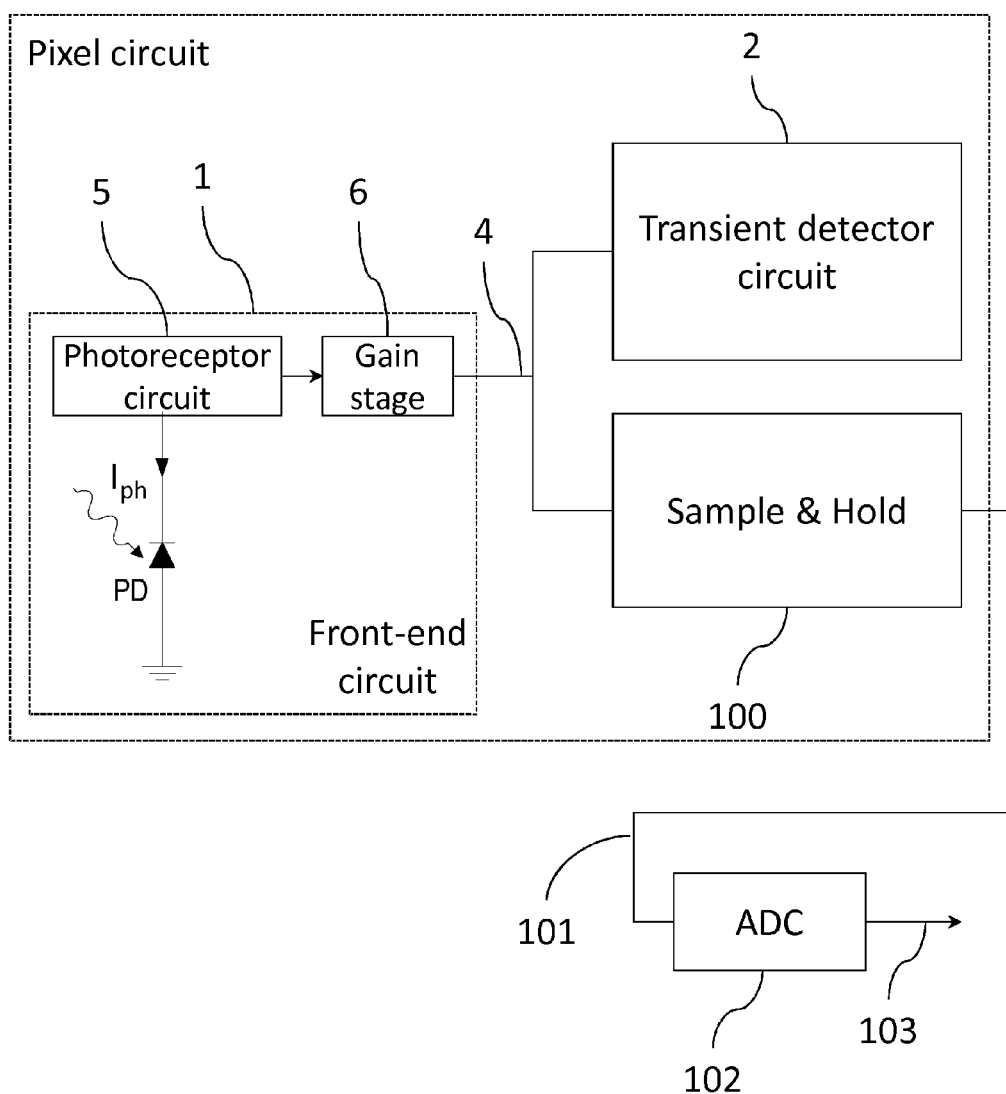 Pixel circuit
2
5
1
6
4
Transient detector
circuit
Photoreceptor
circuit
Gain
stage
Iph
PD
Sample & Hold
Front-end
circuit
100
101
ADC
103
102